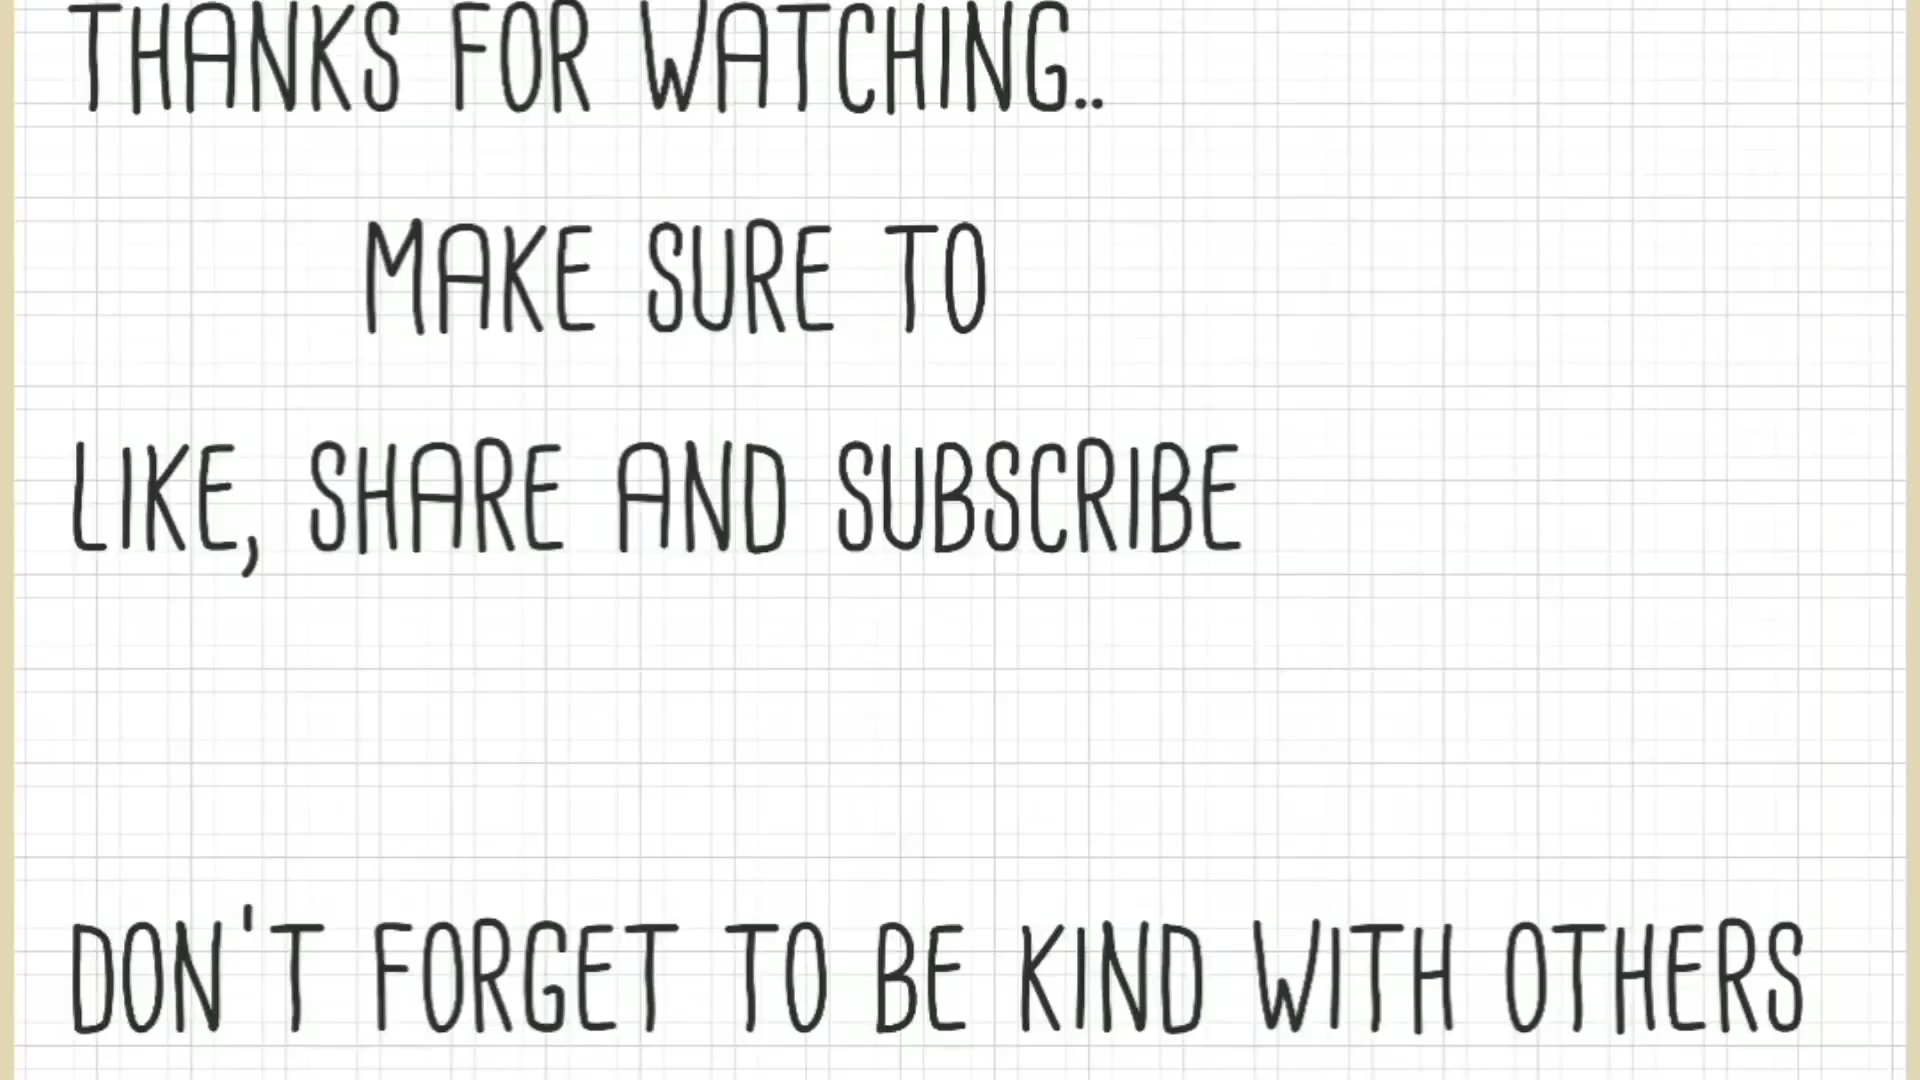 THANKS FOR WATCHING..
MAKE SURE TO
LIKE, SHARE AND SUBSCRIBE
DON'T FORGET TO BE KIND WITH OTHERS